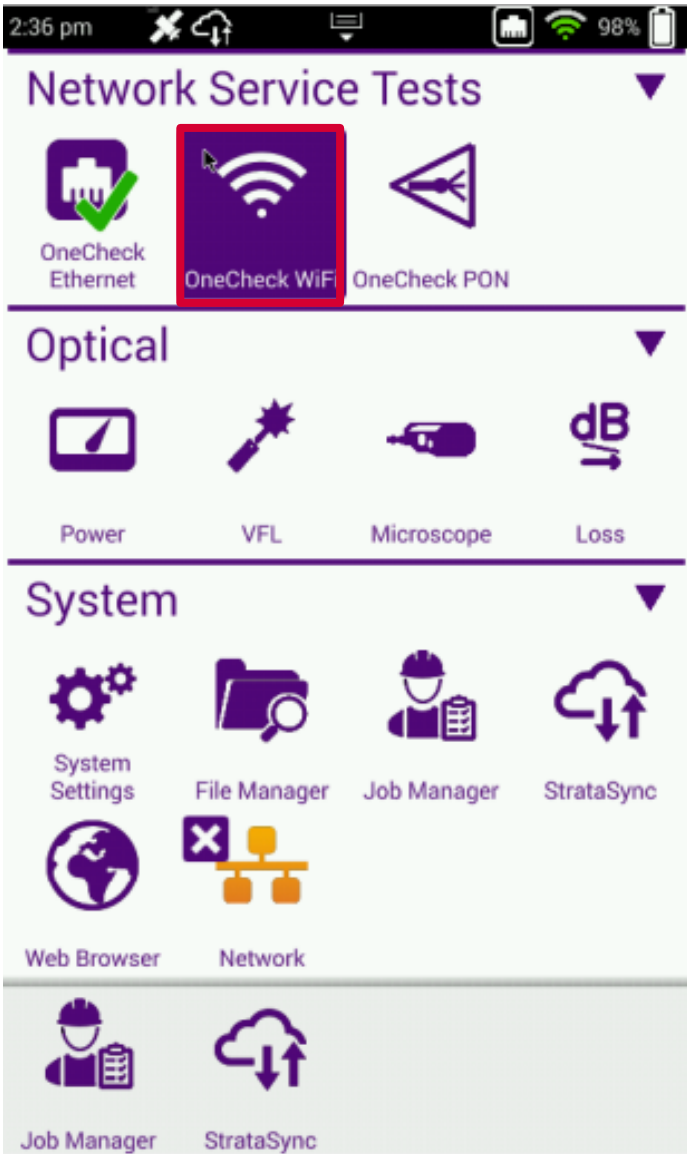 2:36 pm
98%
Network Service Tests
OneCheck
Ethernet
OneCheck WiFi
OneCheck PON
Optical
dB
Power
VFL
Microscope
Loss
System
System
Settings
File Manager
Job Manager
StrataSync
Web Browser
Network
Job Manager
StrataSync